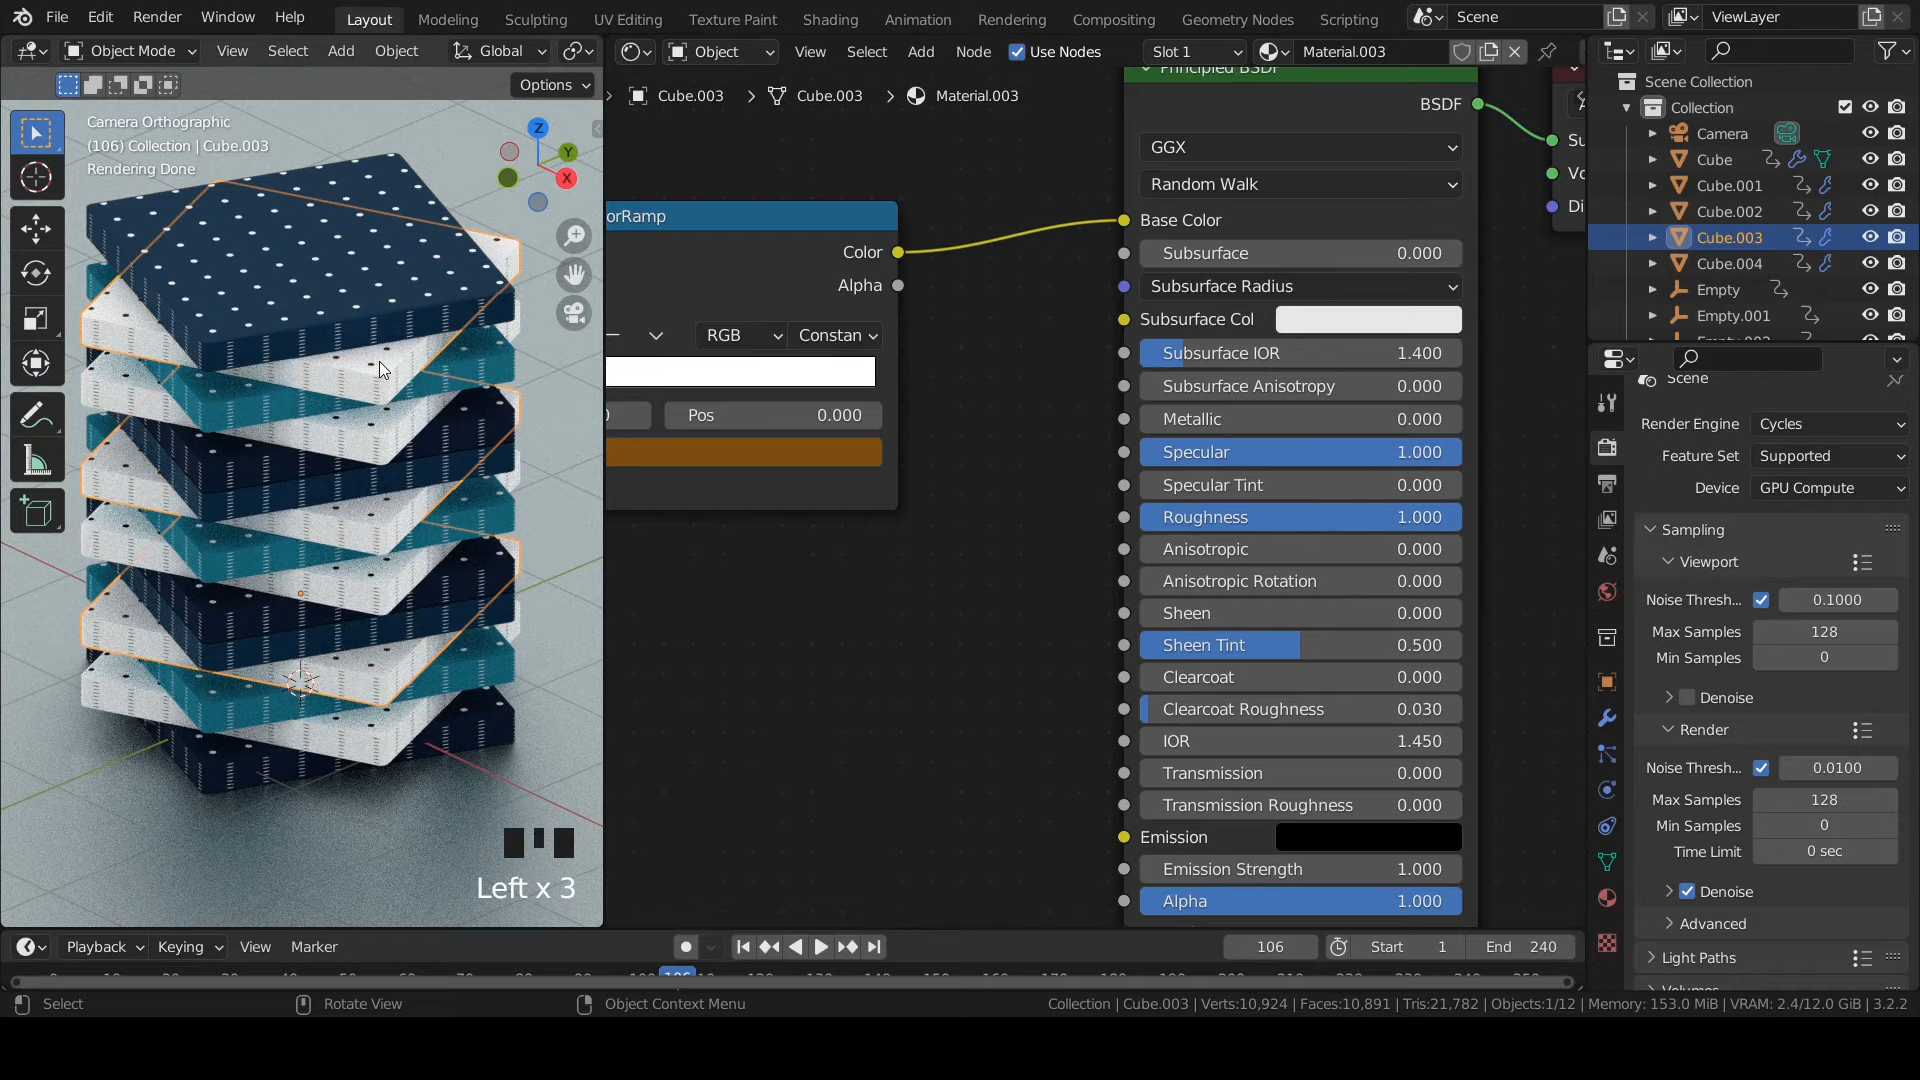 File Edit Render Window Help Layout Modeling Sculpting UV Editing Texture Paint Shading Animation Rendering Compositing Geometry Nodes Scripting Scene ViewLayer
Object Mode View Select Add Object Global Object View Select Add Node Use Nodes Slot 1 Material.003
Options
Cube.003 Cube.003 Material.003
Camera Orthographic
(106) Collection | Cube.003
Rendering Done
Z
Y
X
orRamp
Color
Alpha
RGB Constan
Pos 0.000
Principled BSDF
BSDF
GGX
Random Walk
Base Color
Subsurface 0.000
Subsurface Radius
Subsurface Col
Subsurface IOR 1.400
Subsurface Anisotropy 0.000
Metallic 0.000
Specular 1.000
Specular Tint 0.000
Roughness 1.000
Anisotropic 0.000
Anisotropic Rotation 0.000
Sheen 0.000
Sheen Tint 0.500
Clearcoat 0.000
Clearcoat Roughness 0.030
IOR 1.450
Transmission 0.000
Transmission Roughness 0.000
Emission
Emission Strength 1.000
Alpha 1.000
Su
Vo
Di
Scene Collection
Collection
Camera
Cube
Cube.001
Cube.002
Cube.003
Cube.004
Empty
Empty.001
Scene
Render Engine Cycles
Feature Set Supported
Device GPU Compute
Sampling
Viewport
Noise Thresh... 0.1000
Max Samples 128
Min Samples 0
Denoise
Render
Noise Thresh... 0.0100
Max Samples 128
Min Samples 0
Time Limit 0 sec
Denoise
Advanced
Light Paths
Left x 3
Playback Keying View Marker 106 Start 1 End 240
Select Rotate View Object Context Menu Collection | Cube.003 | Verts:10,924 | Faces:10,891 | Tris:21,782 | Objects:1/12 | Memory: 153.0 MiB | VRAM: 2.4/12.0 GiB | 3.2.2